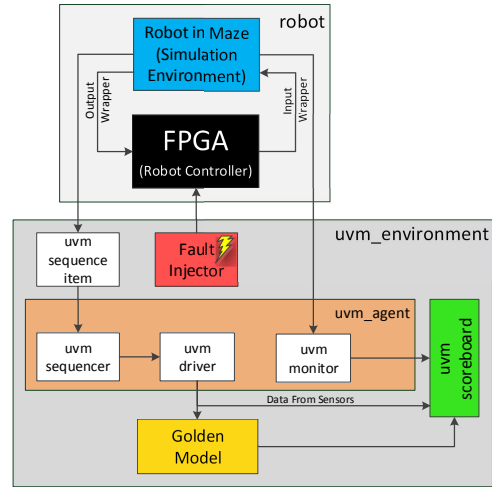 robot
Robot in Maze
(Simulation
Environment)
Output
Wrapper
Input
Wrapper
FPGA
(Robot Controller)
uvm_environment
uvm
sequence
item
Fault
Injector
uvm_agent
uvm
sequencer
uvm
driver
uvm
monitor
uvm
scoreboard
Data From Sensors
Golden
Model